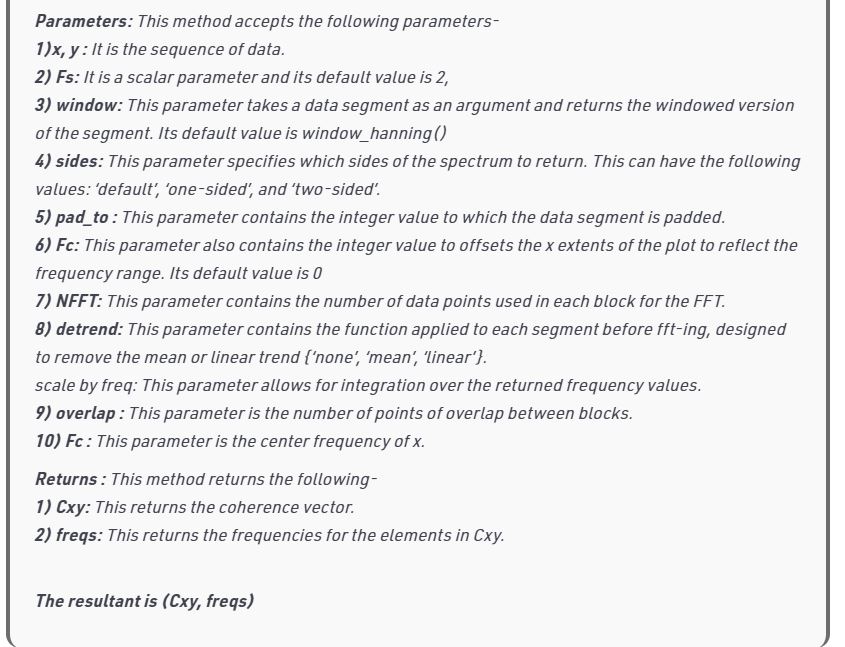 Parameters: This method accepts the following parameters-
1)x, y : It is the sequence of data.
2) Fs: It is a scalar parameter and its default value is 2,
3) window: This parameter takes a data segment as an argument and returns the windowed version
of the segment. Its default value is window_hanning()
4) sides: This parameter specifies which sides of the spectrum to return. This can have the following
values: ‘default’, ‘one-sided’, and ‘two-sided’.
5) pad_to : This parameter contains the integer value to which the data segment is padded.
6) Fc: This parameter also contains the integer value to offsets the x extents of the plot to reflect the
frequency range. Its default value is 0
7) NFFT: This parameter contains the number of data points used in each block for the FFT.
8) detrend: This parameter contains the function applied to each segment before fft-ing, designed
to remove the mean or linear trend {‘none’, ‘mean’, ‘linear’}.
scale by freq: This parameter allows for integration over the returned frequency values.
9) overlap : This parameter is the number of points of overlap between blocks.
10) Fc : This parameter is the center frequency of x.
Returns : This method returns the following-
1) Cxy: This returns the coherence vector.
2) freqs: This returns the frequencies for the elements in Cxy.
The resultant is (Cxy, freqs)